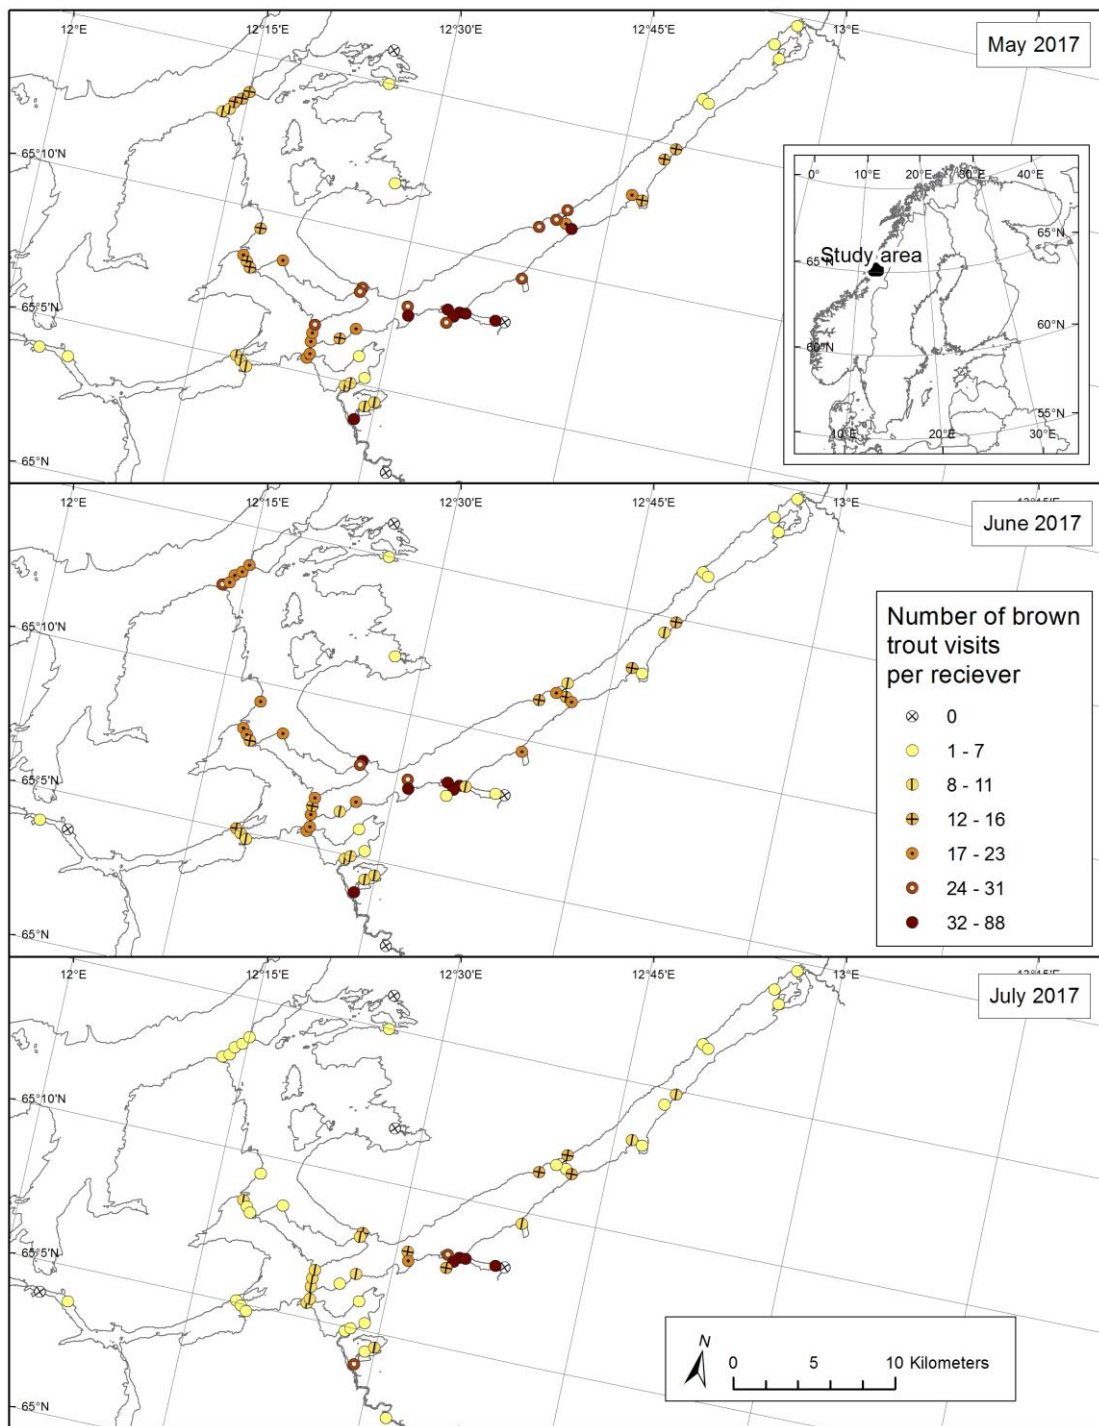 12°E 12°15'E 12°30'E 12°45'E 13°E
May 2017
65°10'N
65°5'N
65°N
0° 10°E 20°E 30°E 40°E
65°N
65°N
Study area
60°N
60°N
55°N
10°E 20°E 30°E
12°E 12°15'E 12°30'E 12°45'E 13°E
June 2017
65°10'N
65°5'N
65°N
Number of brown
trout visits
per reciever
0
1 - 7
8 - 11
12 - 16
17 - 23
24 - 31
32 - 88
12°E 12°15'E 12°30'E 12°45'E 13°E
July 2017
65°10'N
65°5'N
65°N
N
0 5 10 Kilometers